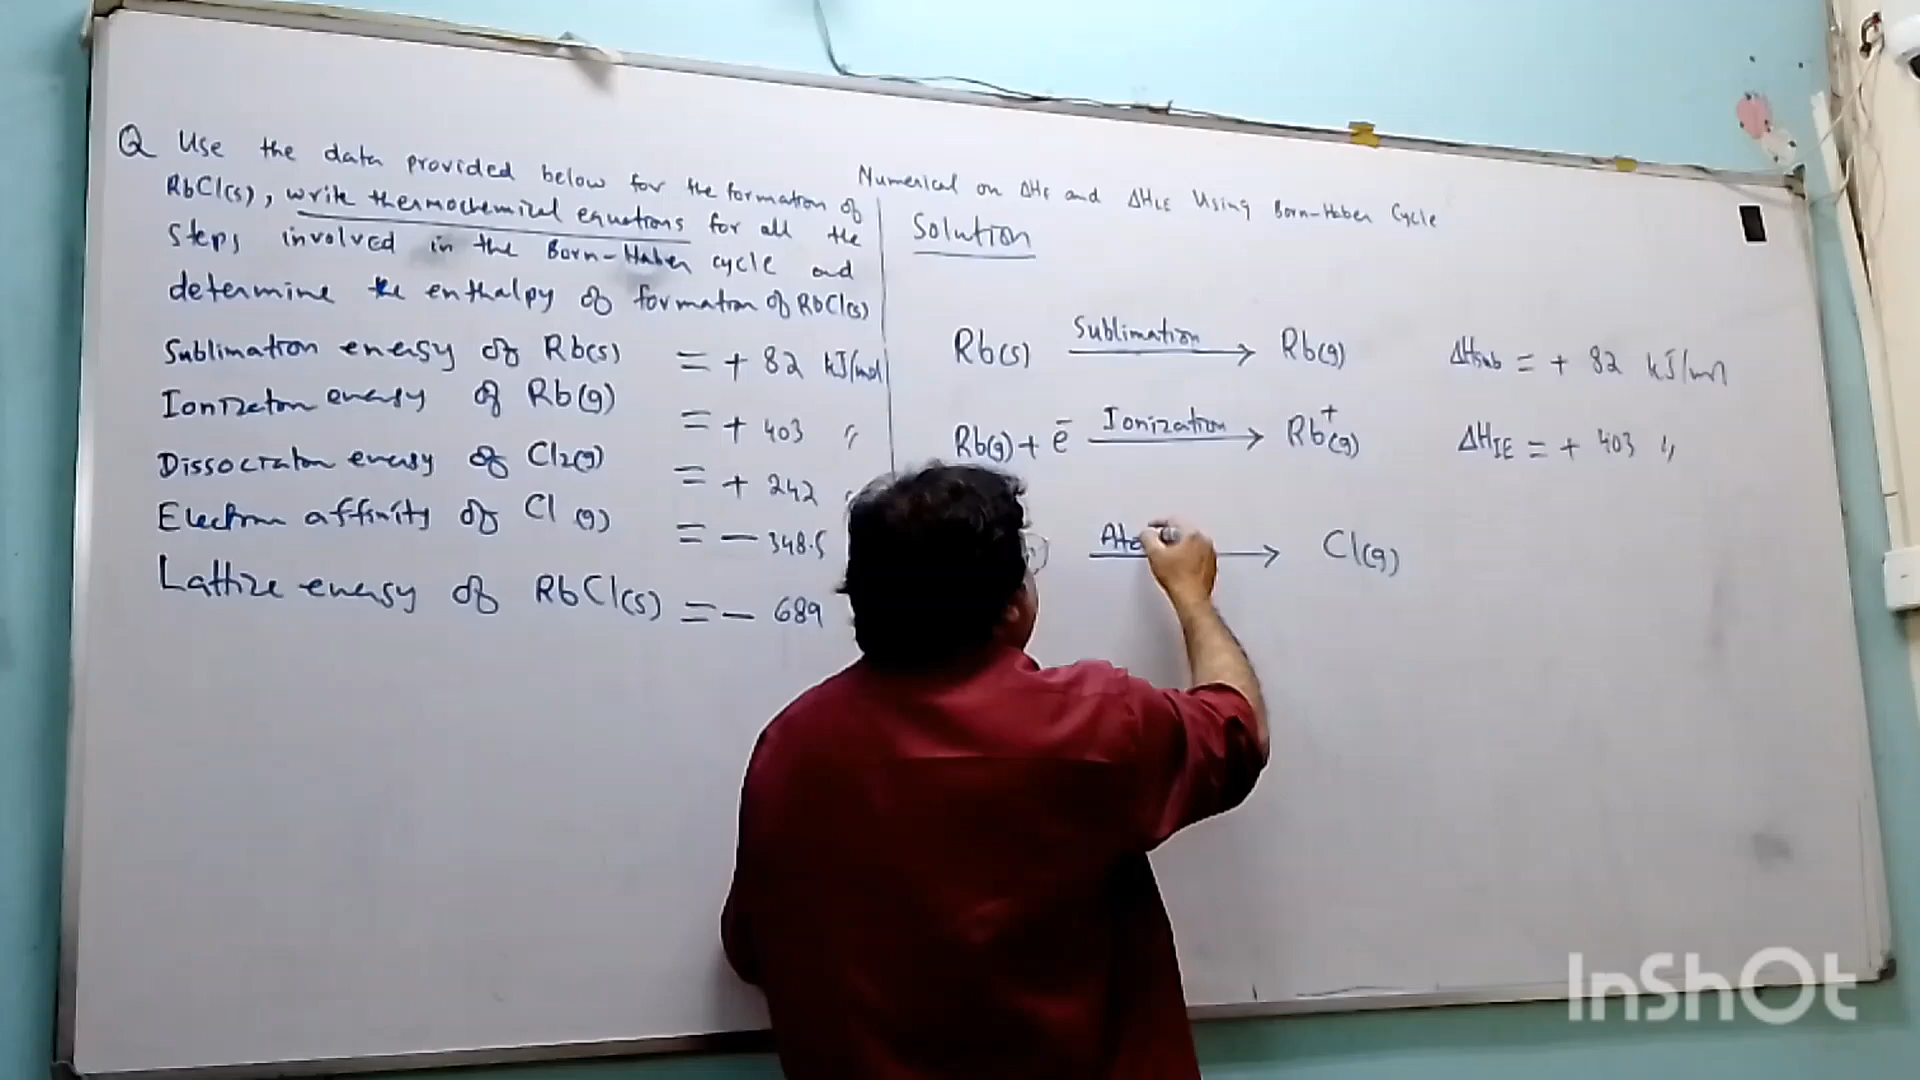 Q Use the data provided below for the formation of
RbCl(s), write thermochemical equations for all the
steps involved in the Born-Haber cycle and
determine the enthalpy of formation of RbCl(s)
Sublimation energy of Rb(s) = + 82 kJ/mol
Ionization energy of Rb(g) = + 403 "
Dissociation energy of Cl2(g) = + 242
Electron affinity of Cl (g) = - 348.5
Lattice energy of RbCl(s) = - 689
Numerical on ΔHf and ΔHLE Using Born-Haber Cycle
Solution
Rb(s) Sublimation → Rb(g) ΔHsub = + 82 kJ/mol
Rb(g) + ē Ionization → Rb+(g) ΔHIE = + 403 "
→ Cl(g)
InShOt